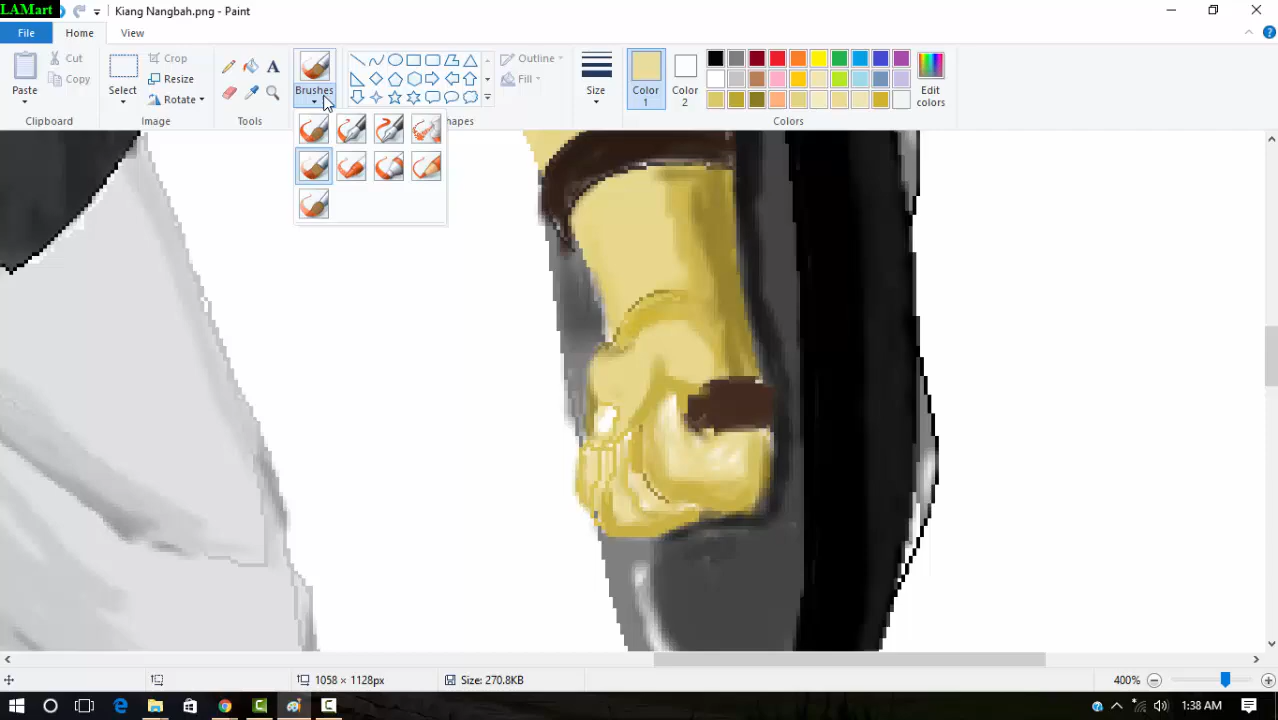 LAMart
Kiang Nangbah.png - Paint
File
Home
View
Paste
Cut
Copy
Clipboard
Select
Crop
Resize
Rotate
Image
A
Tools
Brushes
Outline
Fill
apes
Size
Color
1
Color
2
Edit
colors
Colors
1058 × 1128px
Size: 270.8KB
400%
1:38 AM